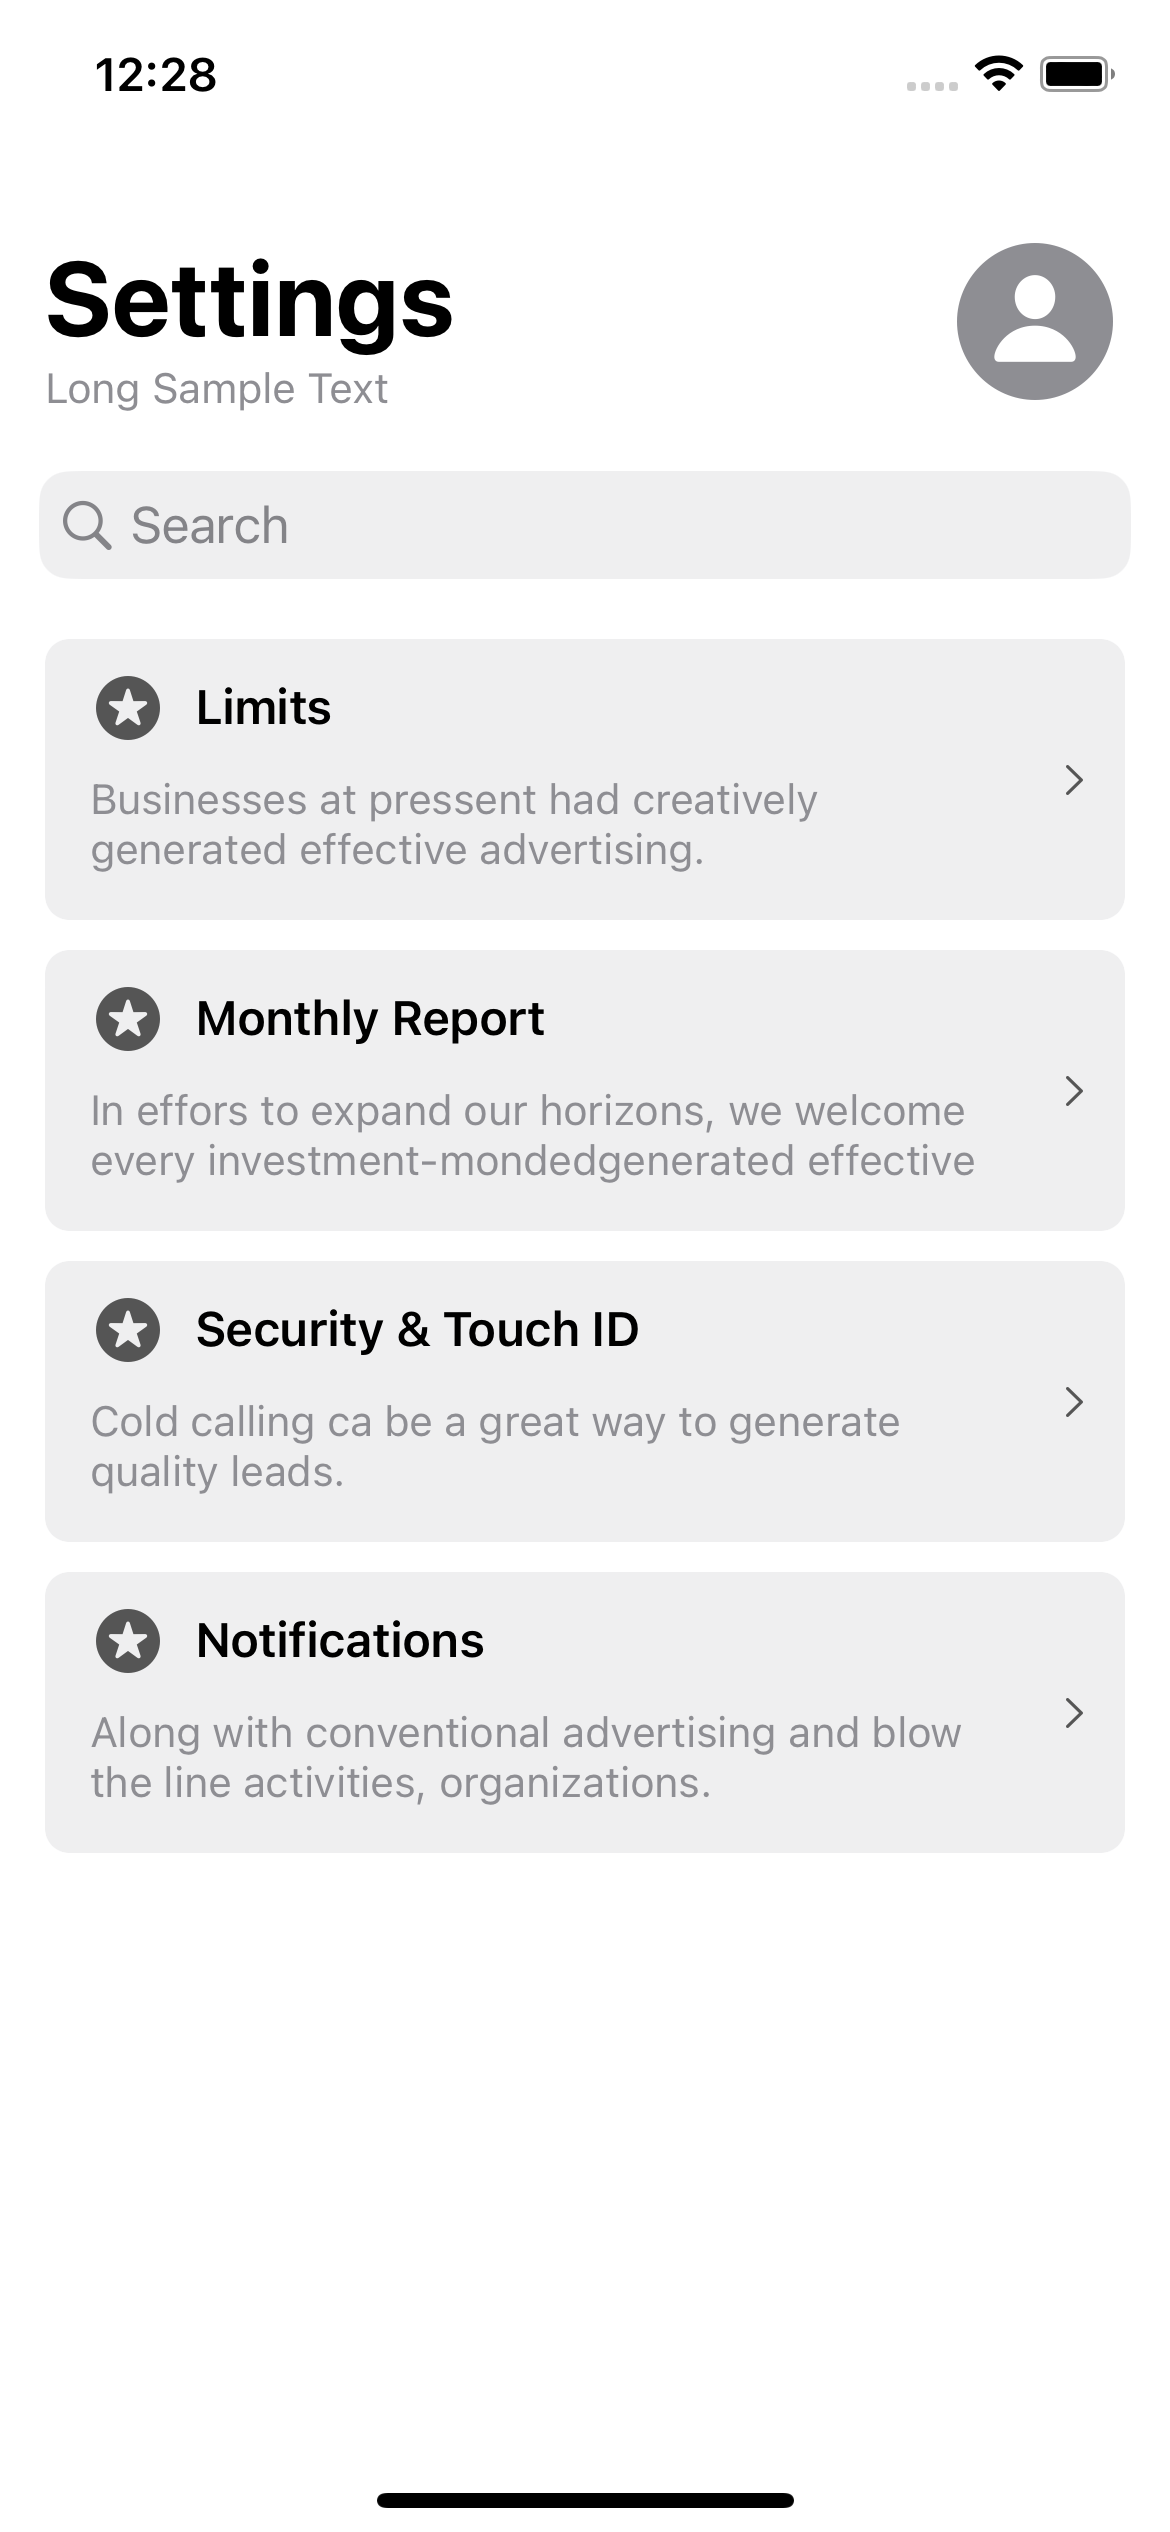 12:28
Settings
Long Sample Text
Search
Limits
Businesses at pressent had creatively
generated effective advertising.
Monthly Report
In effors to expand our horizons, we welcome
every investment-mondedgenerated effective
Security & Touch ID
Cold calling ca be a great way to generate
quality leads.
Notifications
Along with conventional advertising and blow
the line activities, organizations.